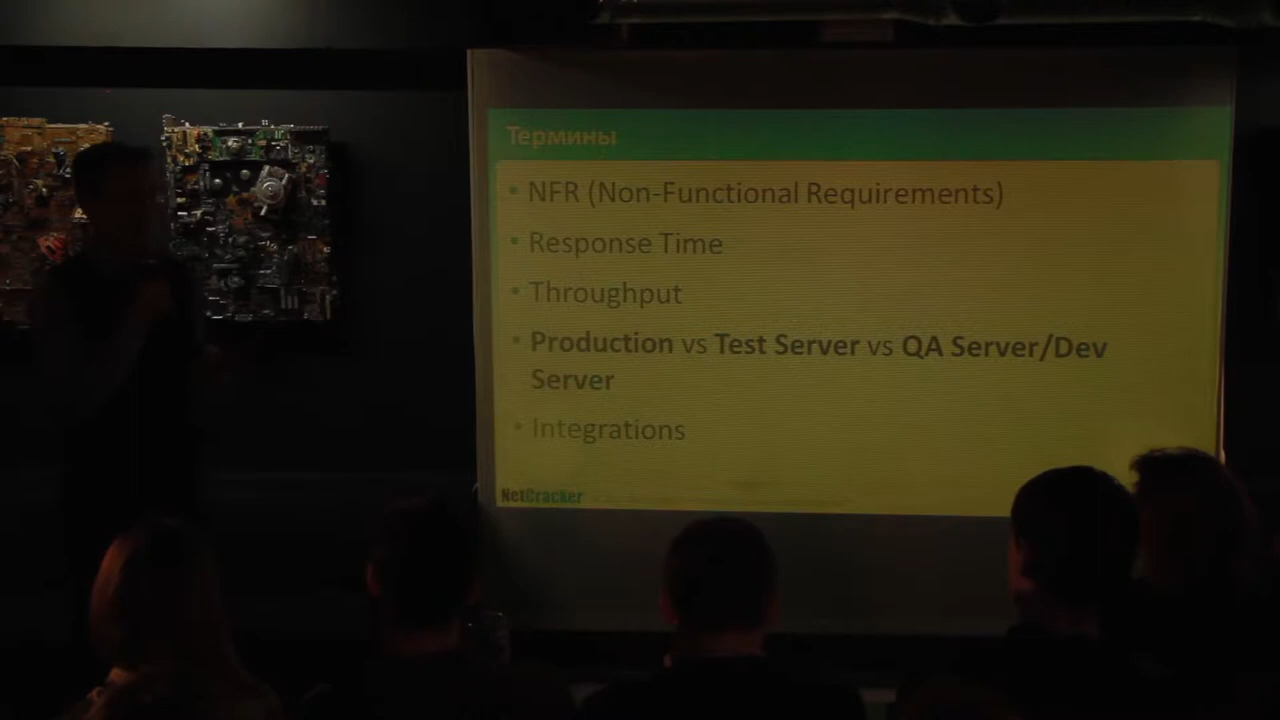 Термины
• NFR (Non-Functional Requirements)
• Response Time
• Throughput
• Production vs Test Server vs QA Server/Dev
Server
• Integrations
NetCracker